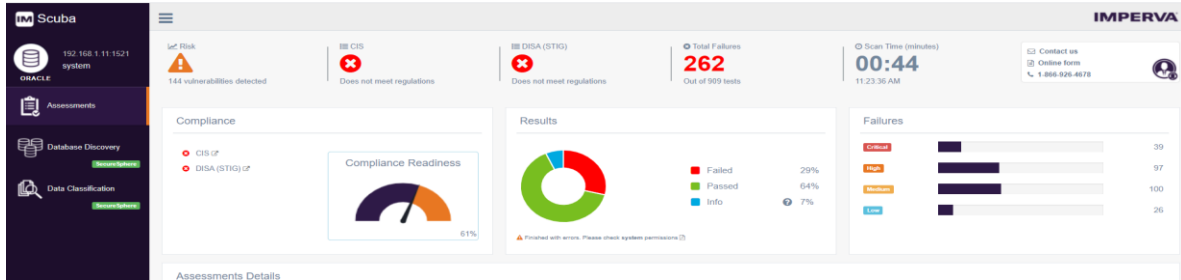 IM Scuba
IMPERVA
192.168.1.11:1521
system
ORACLE
Assessments
Database Discovery
SecureSphere
Data Classification
SecureSphere
Risk
144 vulnerabilities detected
CIS
Does not meet regulations
DISA (STIG)
Does not meet regulations
Total Failures
262
Out of 909 tests
Scan Time (minutes)
00:44
11:23:36 AM
Contact us
Online form
1-866-926-4678
Compliance
CIS
DISA (STIG)
Compliance Readiness
61%
Results
Failed 29%
Passed 64%
Info 7%
Finished with errors. Please check system permissions
Failures
Critical 39
High 97
Medium 100
Low 26
Assessments Details